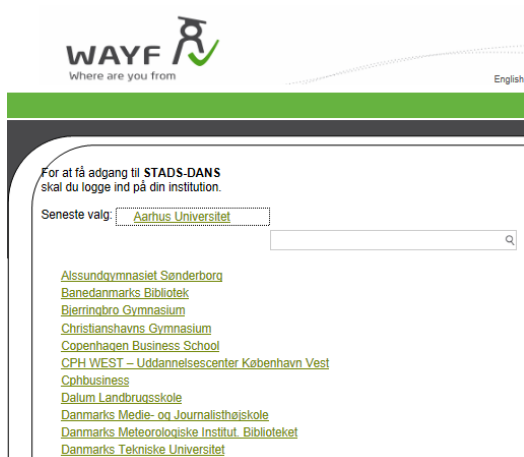 WAYF
Where are you from
English
For at få adgang til STADS-DANS
skal du logge ind på din institution.
Seneste valg: Aarhus Universitet
Alssundgymnasiet Sønderborg
Banedanmarks Bibliotek
Bjerringbro Gymnasium
Christianshavns Gymnasium
Copenhagen Business School
CPH WEST – Uddannelsescenter København Vest
Cphbusiness
Dalum Landbrugsskole
Danmarks Medie- og Journalisthøjskole
Danmarks Meteorologiske Institut. Biblioteket
Danmarks Tekniske Universitet